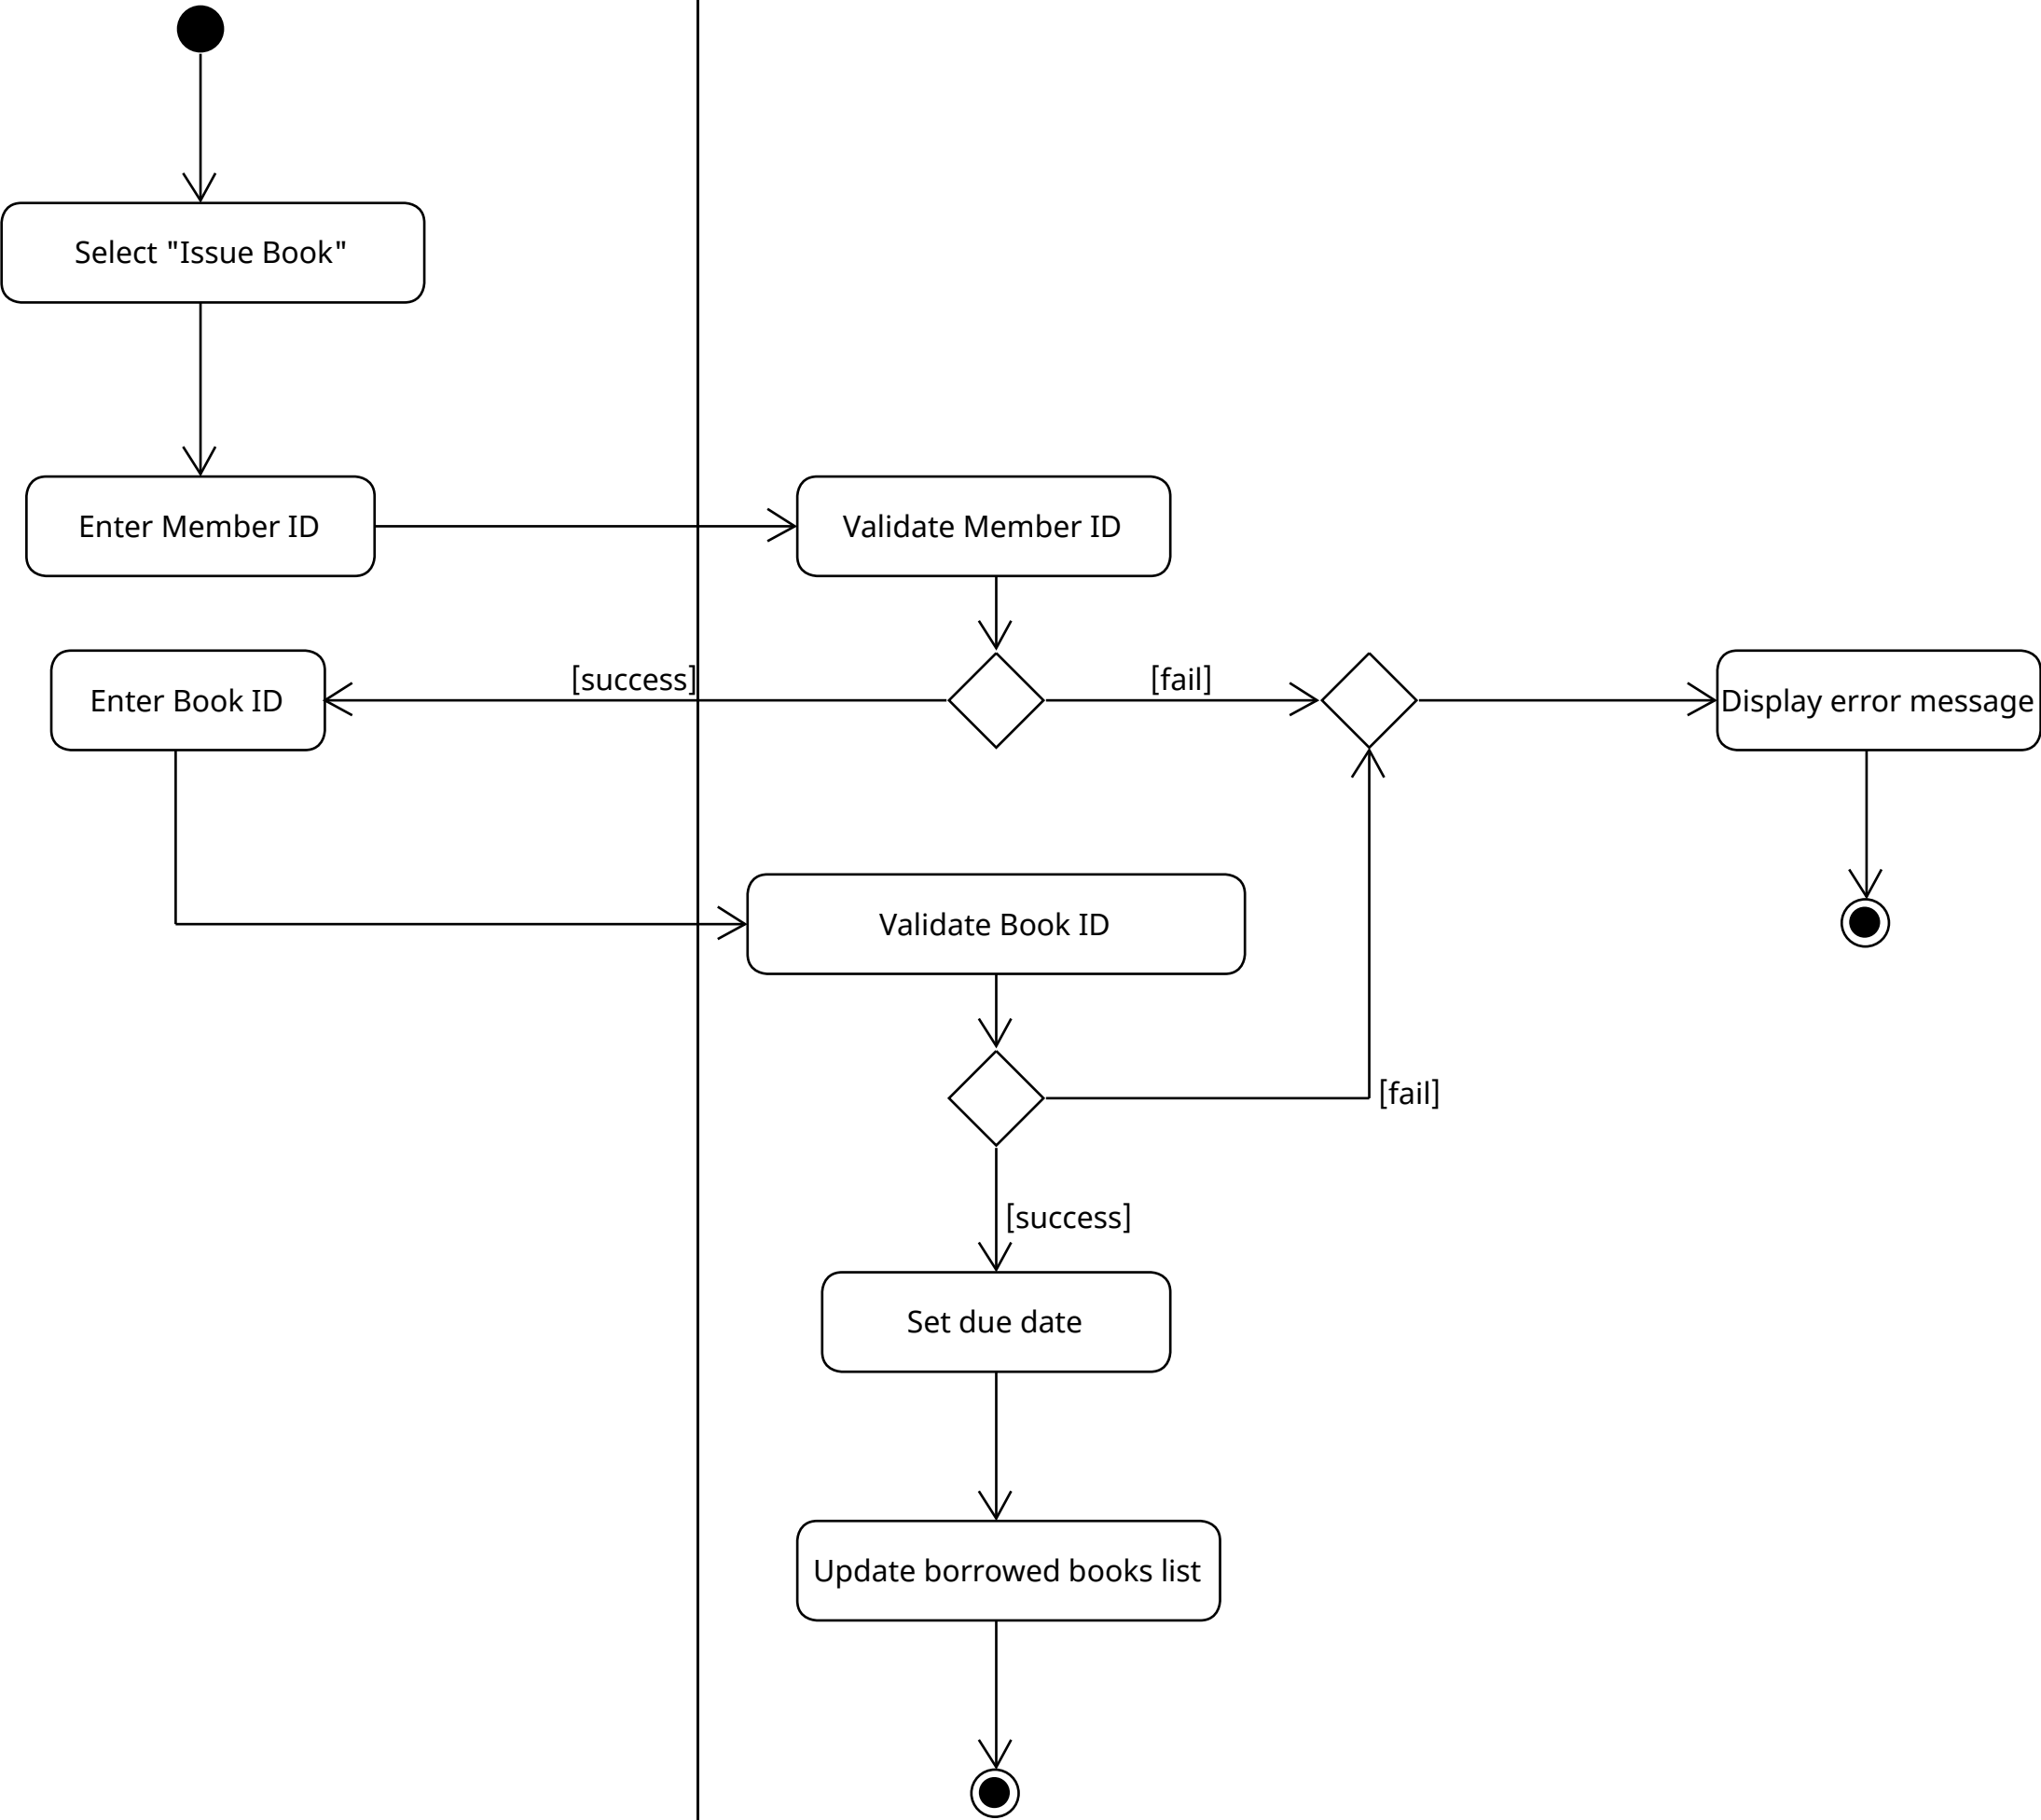 Select "Issue Book"
Enter Member ID
Validate Member ID
[success]
[fail]
Enter Book ID
Display error message
Validate Book ID
[fail]
[success]
Set due date
Update borrowed books list